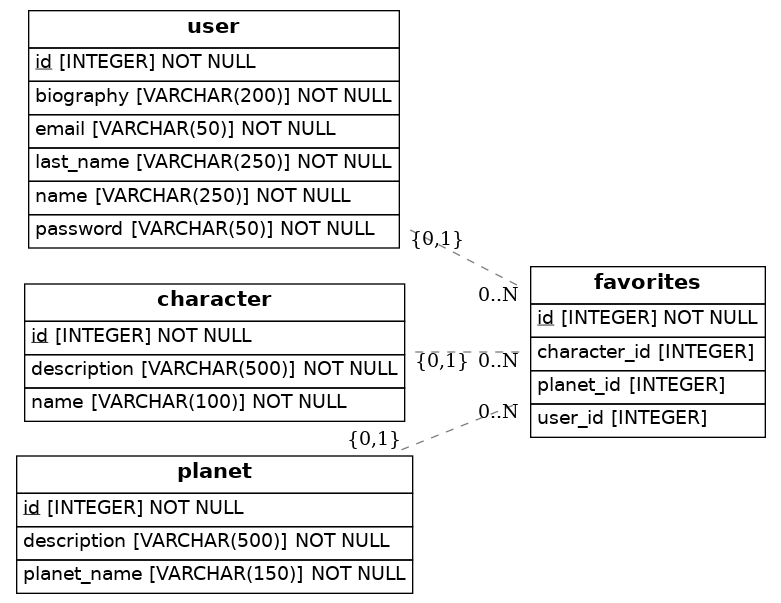 user
id [INTEGER] NOT NULL
biography [VARCHAR(200)] NOT NULL
email [VARCHAR(50)] NOT NULL
last_name [VARCHAR(250)] NOT NULL
name [VARCHAR(250)] NOT NULL
password [VARCHAR(50)] NOT NULL
{0,1}
0..N
character
id [INTEGER] NOT NULL
description [VARCHAR(500)] NOT NULL
name [VARCHAR(100)] NOT NULL
{0,1}
0..N
planet
id [INTEGER] NOT NULL
description [VARCHAR(500)] NOT NULL
planet_name [VARCHAR(150)] NOT NULL
{0,1}
0..N
favorites
id [INTEGER] NOT NULL
character_id [INTEGER]
planet_id [INTEGER]
user_id [INTEGER]